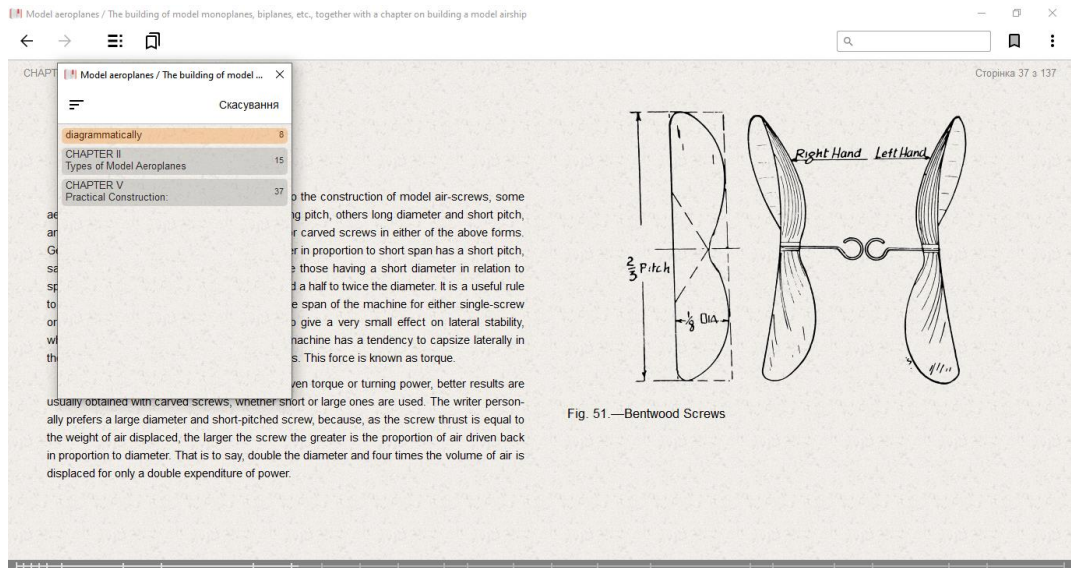 Model aeroplanes / The building of model monoplanes, biplanes, etc., together with a chapter on building a model airship
CHAPT
Сторінка 37 з 137
Model aeroplanes / The building of model ...
Скасування
diagrammatically 8
CHAPTER II
Types of Model Aeroplanes 15
CHAPTER V
Practical Construction: 37
o the construction of model air-screws, some
ng pitch, others long diameter and short pitch,
r carved screws in either of the above forms.
er in proportion to short span has a short pitch,
e those having a short diameter in relation to
d a half to twice the diameter. It is a useful rule
e span of the machine for either single-screw
o give a very small effect on lateral stability,
machine has a tendency to capsize laterally in
s. This force is known as torque.
ven torque or turning power, better results are
usually obtained with carved screws, whether short or large ones are used. The writer person-
ally prefers a large diameter and short-pitched screw, because, as the screw thrust is equal to
the weight of air displaced, the larger the screw the greater is the proportion of air driven back
in proportion to diameter. That is to say, double the diameter and four times the volume of air is
displaced for only a double expenditure of power.
Right Hand Left Hand
2/3 Pitch
1/8 DIA
Fig. 51.—Bentwood Screws